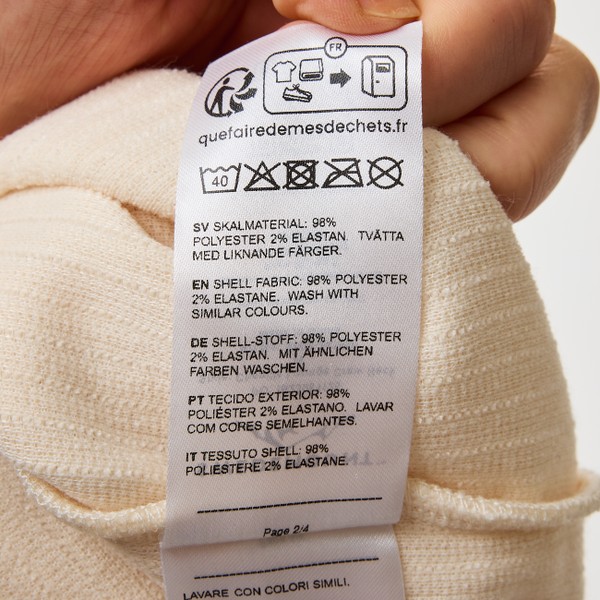 FR
quefairedemesdechets.fr
40
SV SKALMATERIAL: 98%
POLYESTER 2% ELASTAN. TVÄTTA
MED LIKNANDE FÄRGER.
EN SHELL FABRIC: 98% POLYESTER
2% ELASTANE. WASH WITH
SIMILAR COLOURS.
DE SHELL-STOFF: 98% POLYESTER
2% ELASTAN. MIT ÄHNLICHEN
FARBEN WASCHEN.
PT TECIDO EXTERIOR: 98%
POLIÉSTER 2% ELASTANO. LAVAR
COM CORES SEMELHANTES.
IT TESSUTO SHELL: 98%
POLIESTERE 2% ELASTANE.
Page 2/4
LAVARE CON COLORI SIMILI.